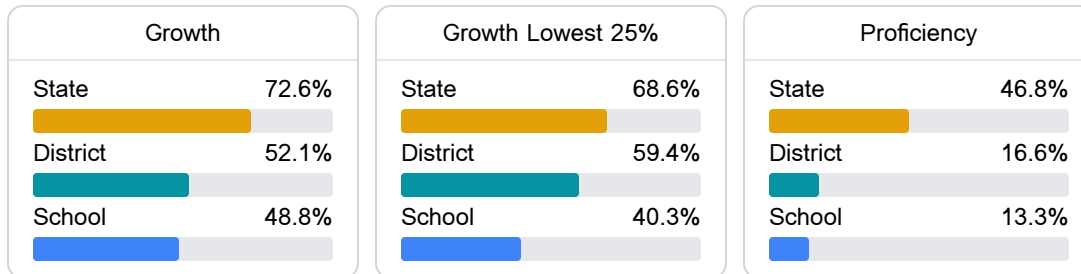 Growth
State 72.6%
District 52.1%
School 48.8%
Growth Lowest 25%
State 68.6%
District 59.4%
School 40.3%
Proficiency
State 46.8%
District 16.6%
School 13.3%